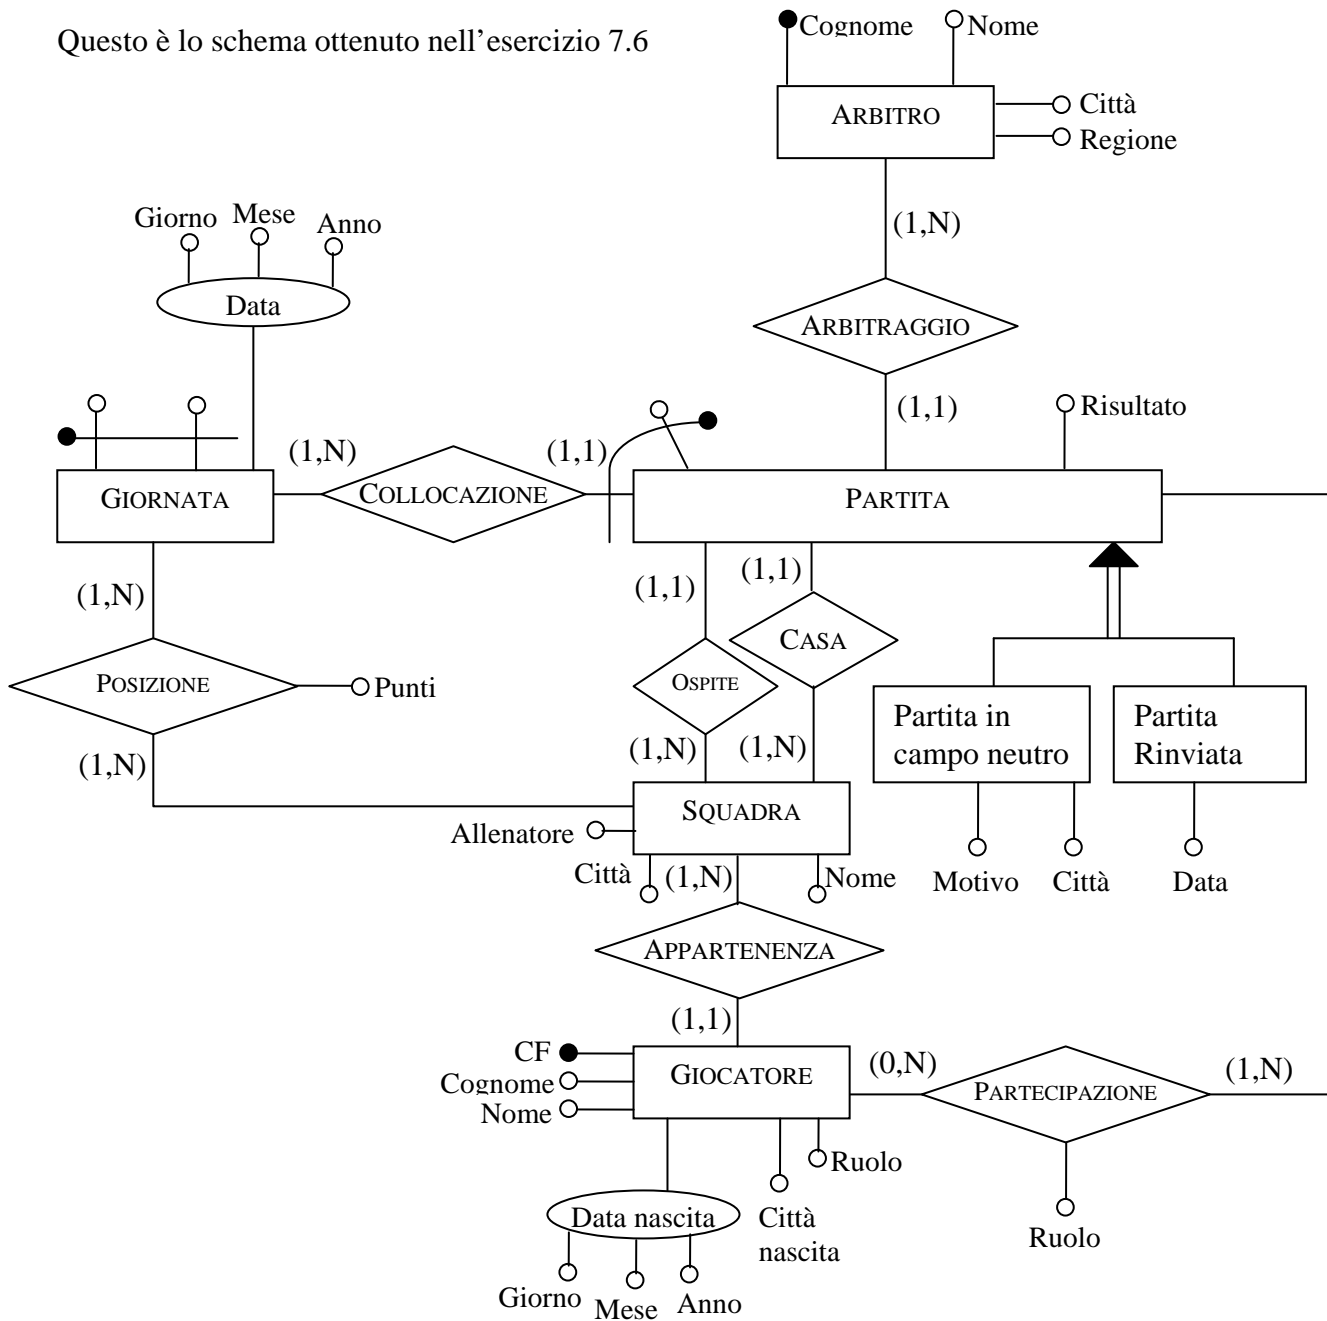 Questo è lo schema ottenuto nell'esercizio 7.6
Cognome
Nome
ARBITRO
Città
Regione
(1,N)
Giorno
Mese
Anno
Data
ARBITRAGGIO
(1,1)
Risultato
(1,N)
(1,1)
GIORNATA
COLLOCAZIONE
PARTITA
(1,N)
(1,1)
(1,1)
CASA
POSIZIONE
Punti
OSPITE
Partita in
campo neutro
Partita
Rinviata
(1,N)
(1,N)
(1,N)
SQUADRA
Allenatore
Città
(1,N)
Nome
Motivo
Città
Data
APPARTENENZA
(1,1)
CF
Cognome
Nome
GIOCATORE
(0,N)
PARTECIPAZIONE
(1,N)
Ruolo
Data nascita
Città
nascita
Ruolo
Giorno
Mese
Anno